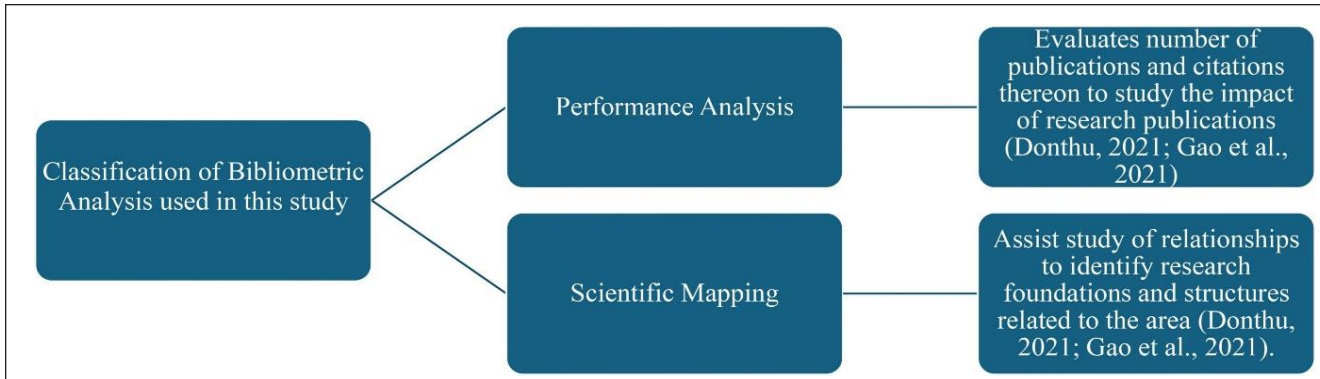 Classification of Bibliometric
Analysis used in this study
Performance Analysis
Evaluates number of
publications and citations
thereon to study the impact
of research publications
(Donthu, 2021; Gao et al.,
2021)
Scientific Mapping
Assist study of relationships
to identify research
foundations and structures
related to the area (Donthu,
2021; Gao et al., 2021).